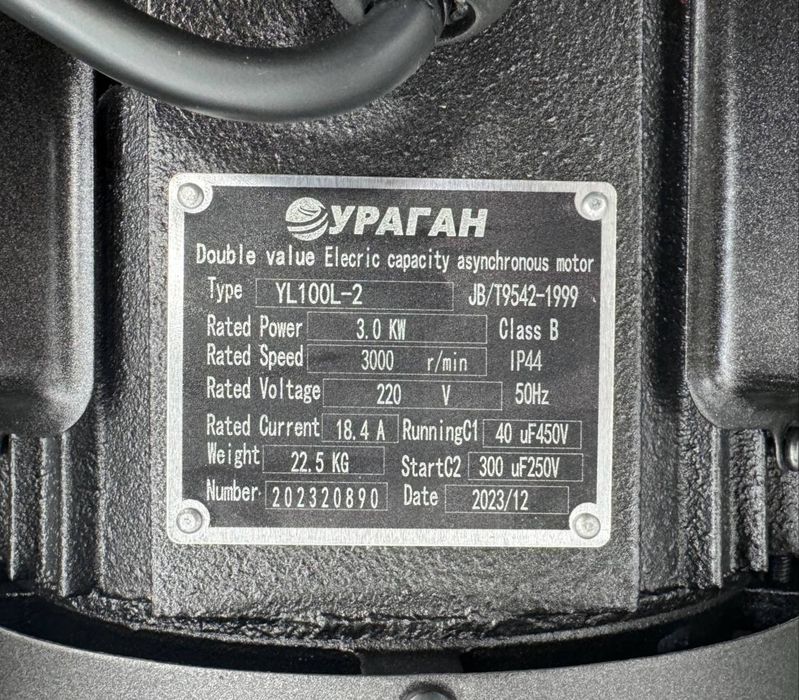 УРАГАН
Double value Elecric capacity asynchronous motor
Type YL100L-2 JB/T9542-1999
Rated Power 3.0 KW Class B
Rated Speed 3000 r/min IP44
Rated Voltage 220 V 50Hz
Rated Current 18.4 A RunningC1 40 uF450V
Weight 22.5 KG StartC2 300 uF250V
Number 202320890 Date 2023/12